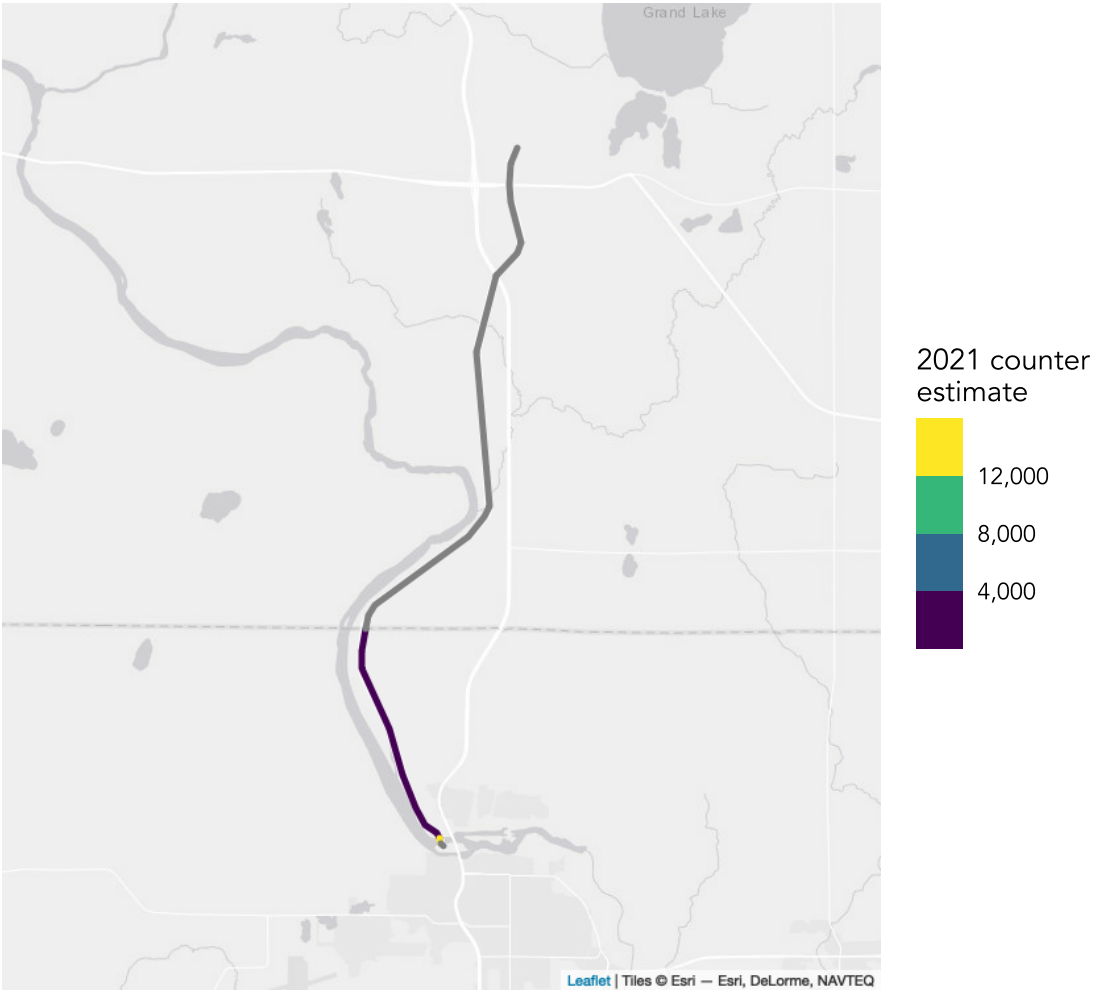 Grand Lake
2021 counter
estimate
12,000
8,000
4,000
Leaflet | Tiles © Esri — Esri, DeLorme, NAVTEQ